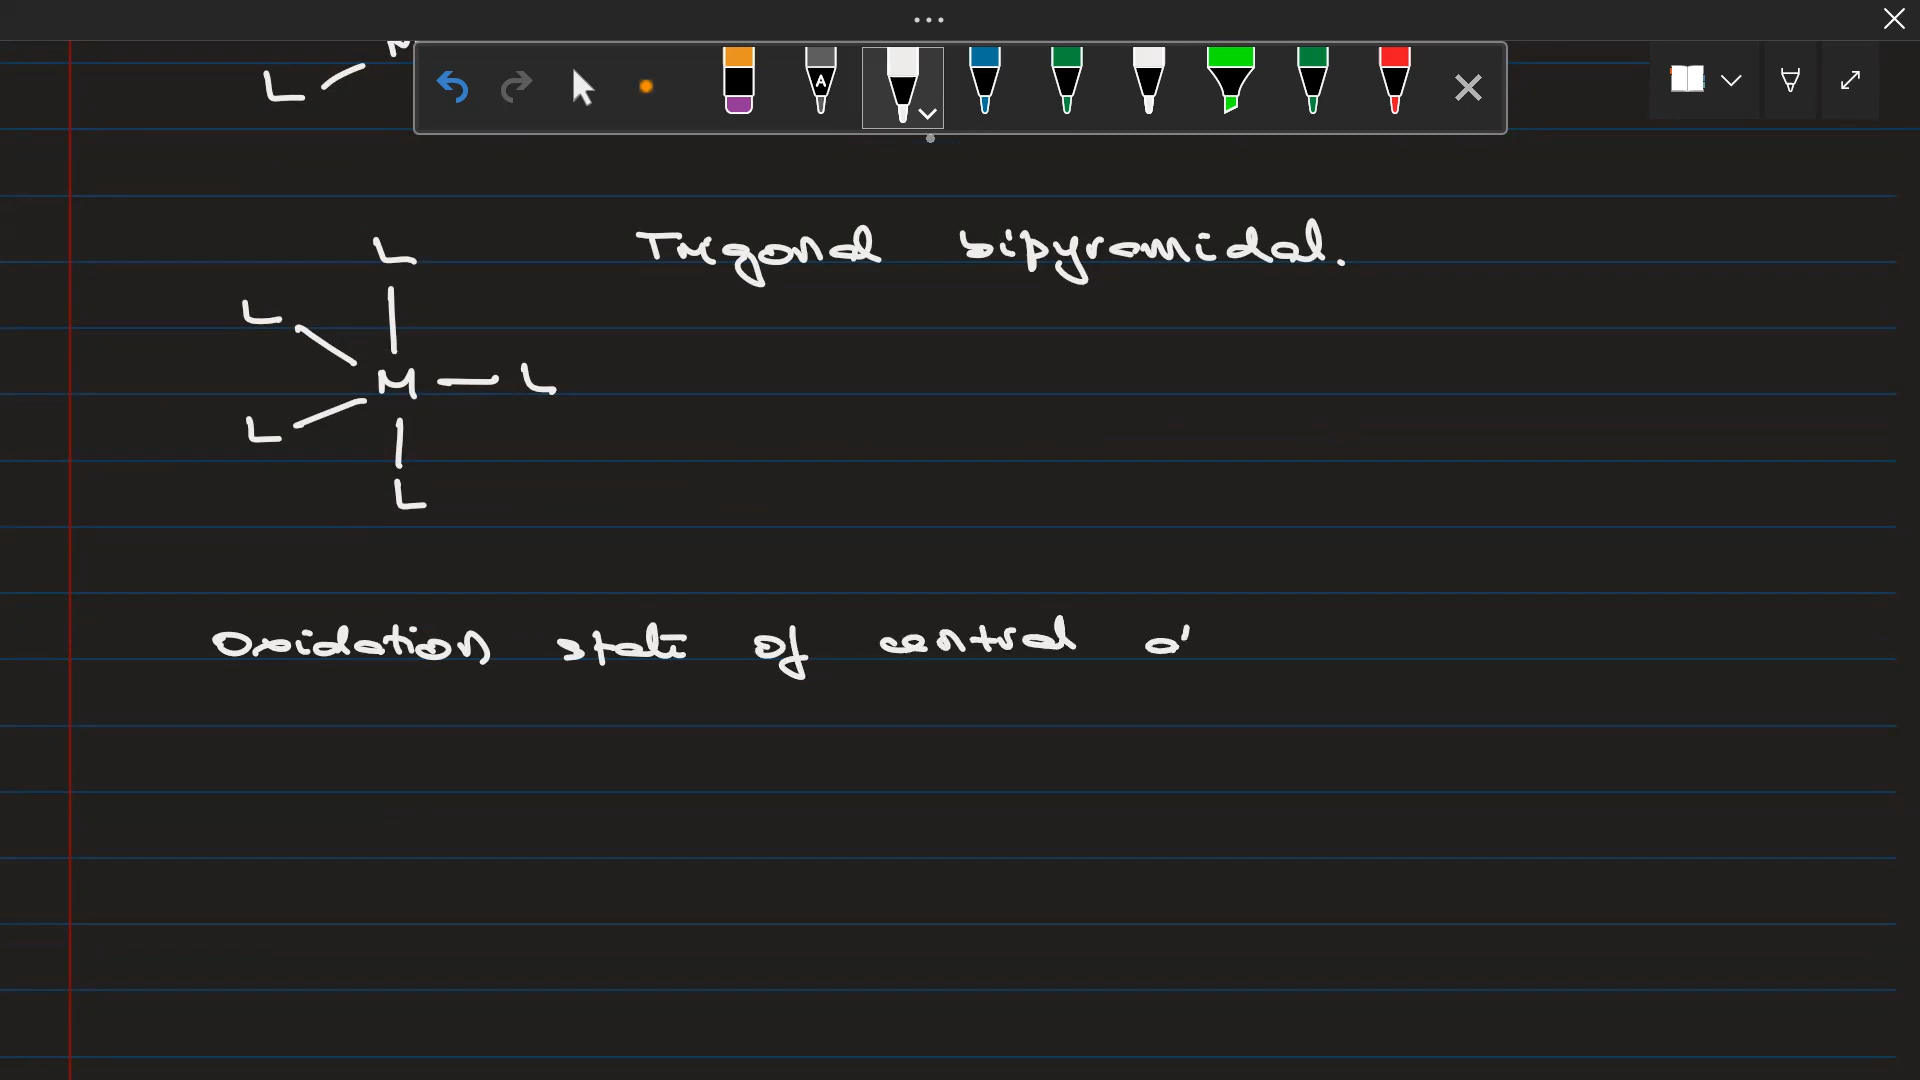 L
A
L Trigonal bipyramidal.
L
M L
L
L
Oxidation state of central